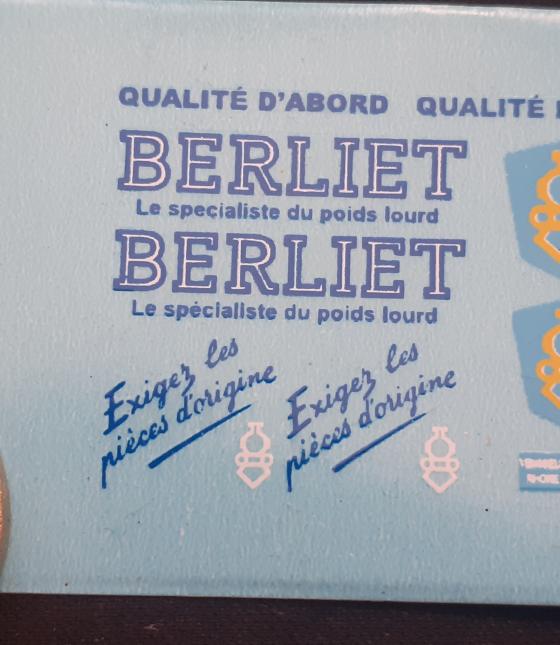 QUALITÉ D'ABORD QUALITÉ
BERLIET
Le specialiste du poids lourd
BERLIET
Le spécialiste du poids lourd
Exigez les
pièces d'origine
Exigez les
pièces d'origine